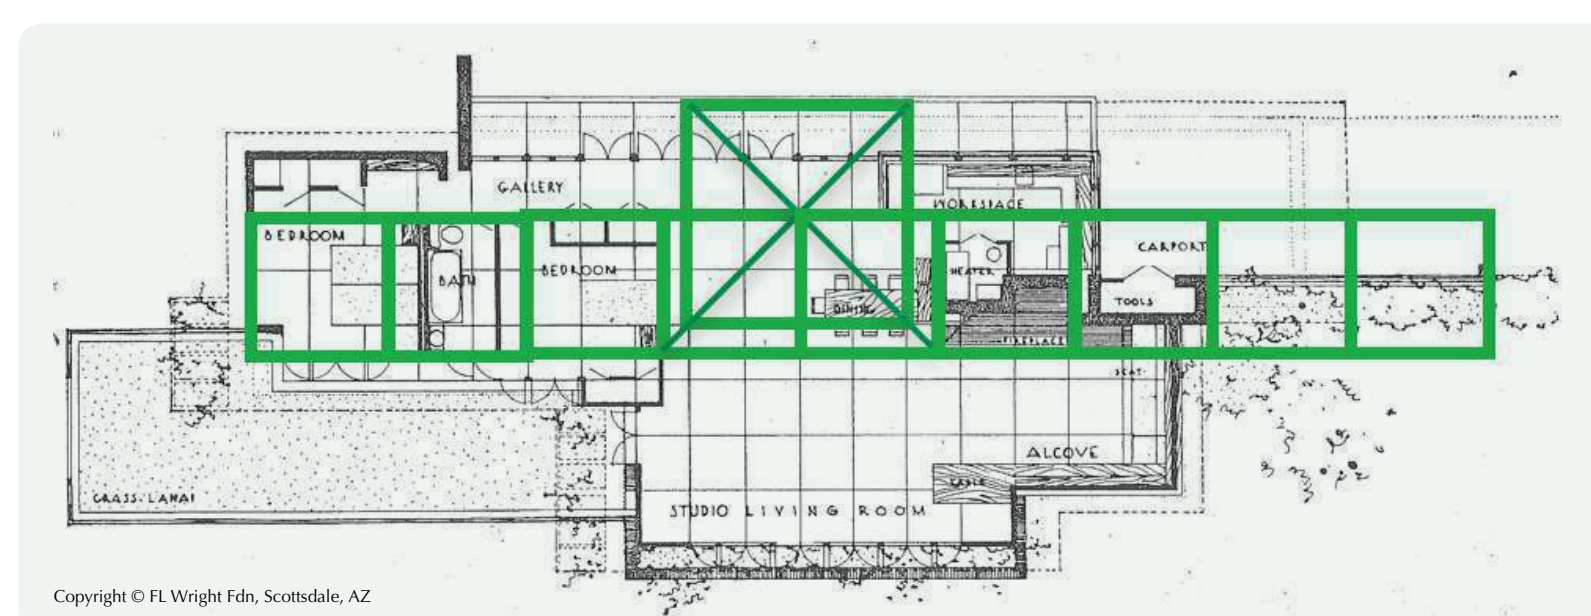 GALLERY
WORKSPACE
BEDROOM
CARPORT
BATH
BEDROOM
HEATER
TOOLS
DINING
FIREPLACE
SEAT
ALCOVE
TABLE
GRASS-LANAI
STUDIO LIVING ROOM
Copyright © FL Wright Fdn, Scottsdale, AZ